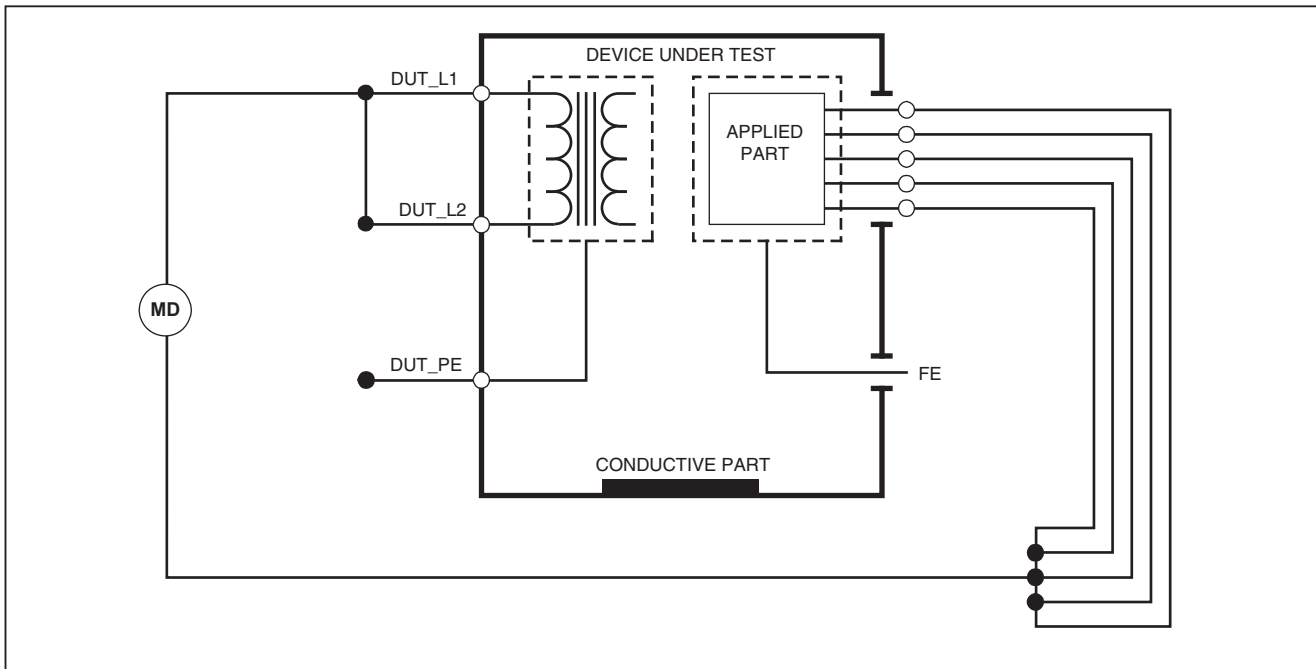 DEVICE UNDER TEST
DUT_L1
APPLIED
PART
DUT_L2
MD
DUT_PE
FE
CONDUCTIVE PART